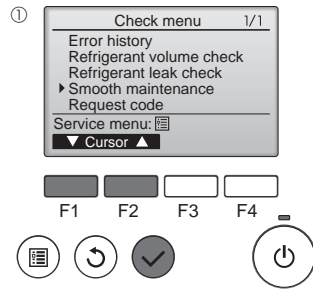 ①
Check menu 1/1
Error history
Refrigerant volume check
Refrigerant leak check
Smooth maintenance
Request code
Service menu:
▼ Cursor ▲
F1 F2 F3 F4